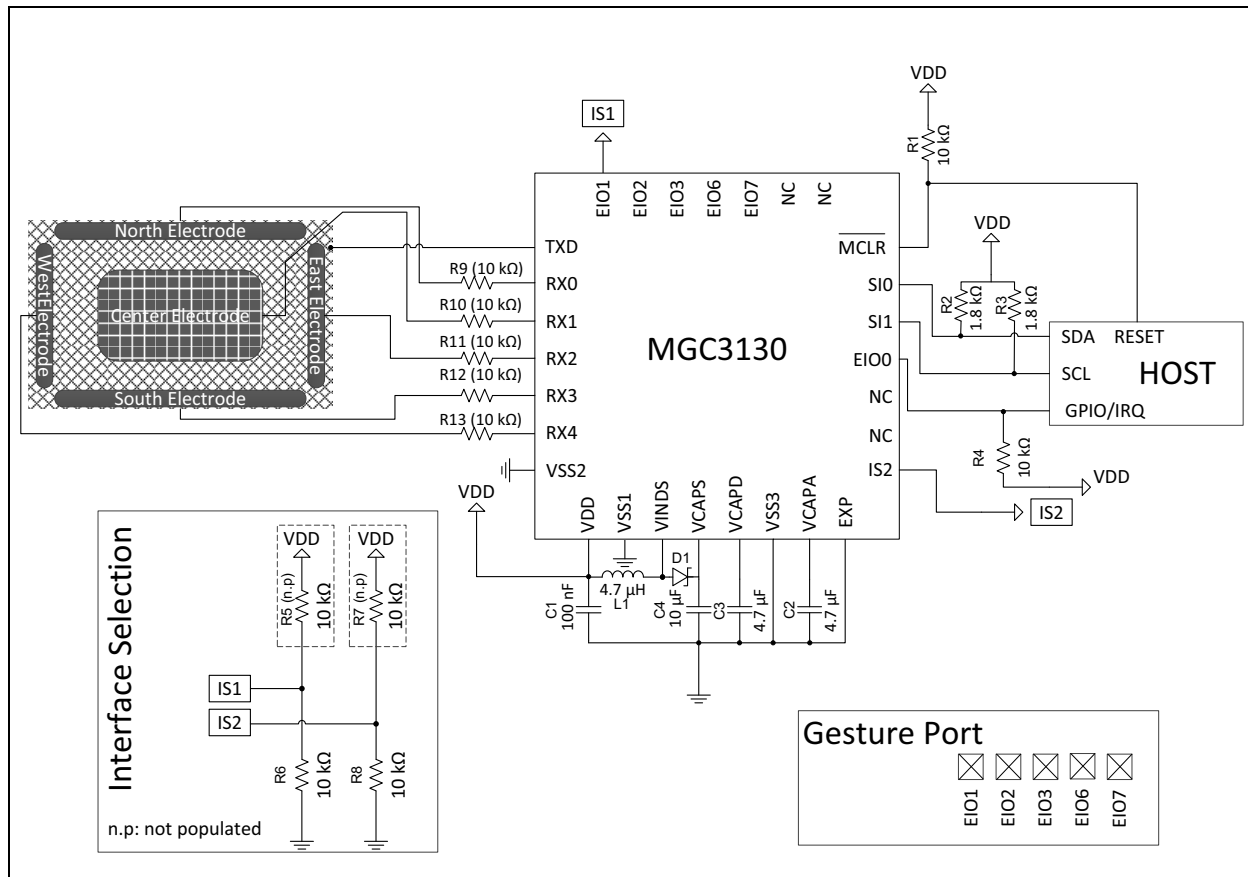 VDD
R1
10 kΩ
IS1
EIO1
EIO2
EIO3
EIO6
EIO7
NC
NC
North Electrode
WestElectrode
Center Electrode
East Electrode
South Electrode
R9 (10 kΩ)
R10 (10 kΩ)
R11 (10 kΩ)
R12 (10 kΩ)
R13 (10 kΩ)
TXD
RX0
RX1
RX2
RX3
RX4
VSS2
MGC3130
MCLR
SI0
SI1
EIO0
NC
NC
IS2
VDD
R2
1.8 kΩ
R3
1.8 kΩ
SDA
RESET
SCL
HOST
GPIO/IRQ
R4
10 kΩ
VDD
IS2
VDD
VDD
VSS1
VINDS
VCAPS
VCAPD
VSS3
VCAPA
EXP
D1
4.7 µH
L1
C1
100 nF
C4
10 µF
C3
4.7 µF
C2
4.7 µF
Interface Selection
VDD
VDD
R5 (n.p)
10 kΩ
R7 (n.p)
10 kΩ
IS1
IS2
R6
10 kΩ
R8
10 kΩ
n.p: not populated
Gesture Port
EIO1
EIO2
EIO3
EIO6
EIO7